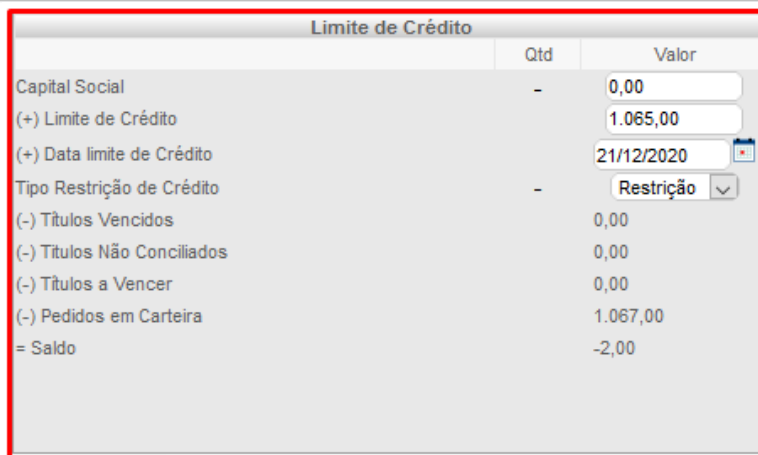 Limite de Crédito
Qtd Valor
Capital Social - 0,00
(+) Limite de Crédito 1.065,00
(+) Data limite de Crédito 21/12/2020
Tipo Restrição de Crédito - Restrição
(-) Títulos Vencidos 0,00
(-) Titulos Não Conciliados 0,00
(-) Títulos a Vencer 0,00
(-) Pedidos em Carteira 1.067,00
= Saldo -2,00